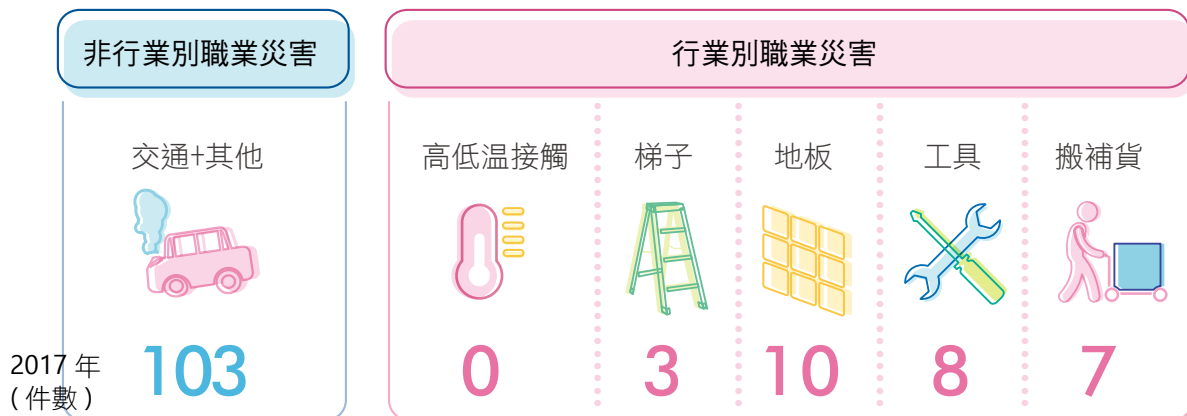 非行業別職業災害
行業別職業災害
交通+其他
高低温接觸
梯子
地板
工具
搬補貨
2017 年
( 件數 )
103
0
3
10
8
7